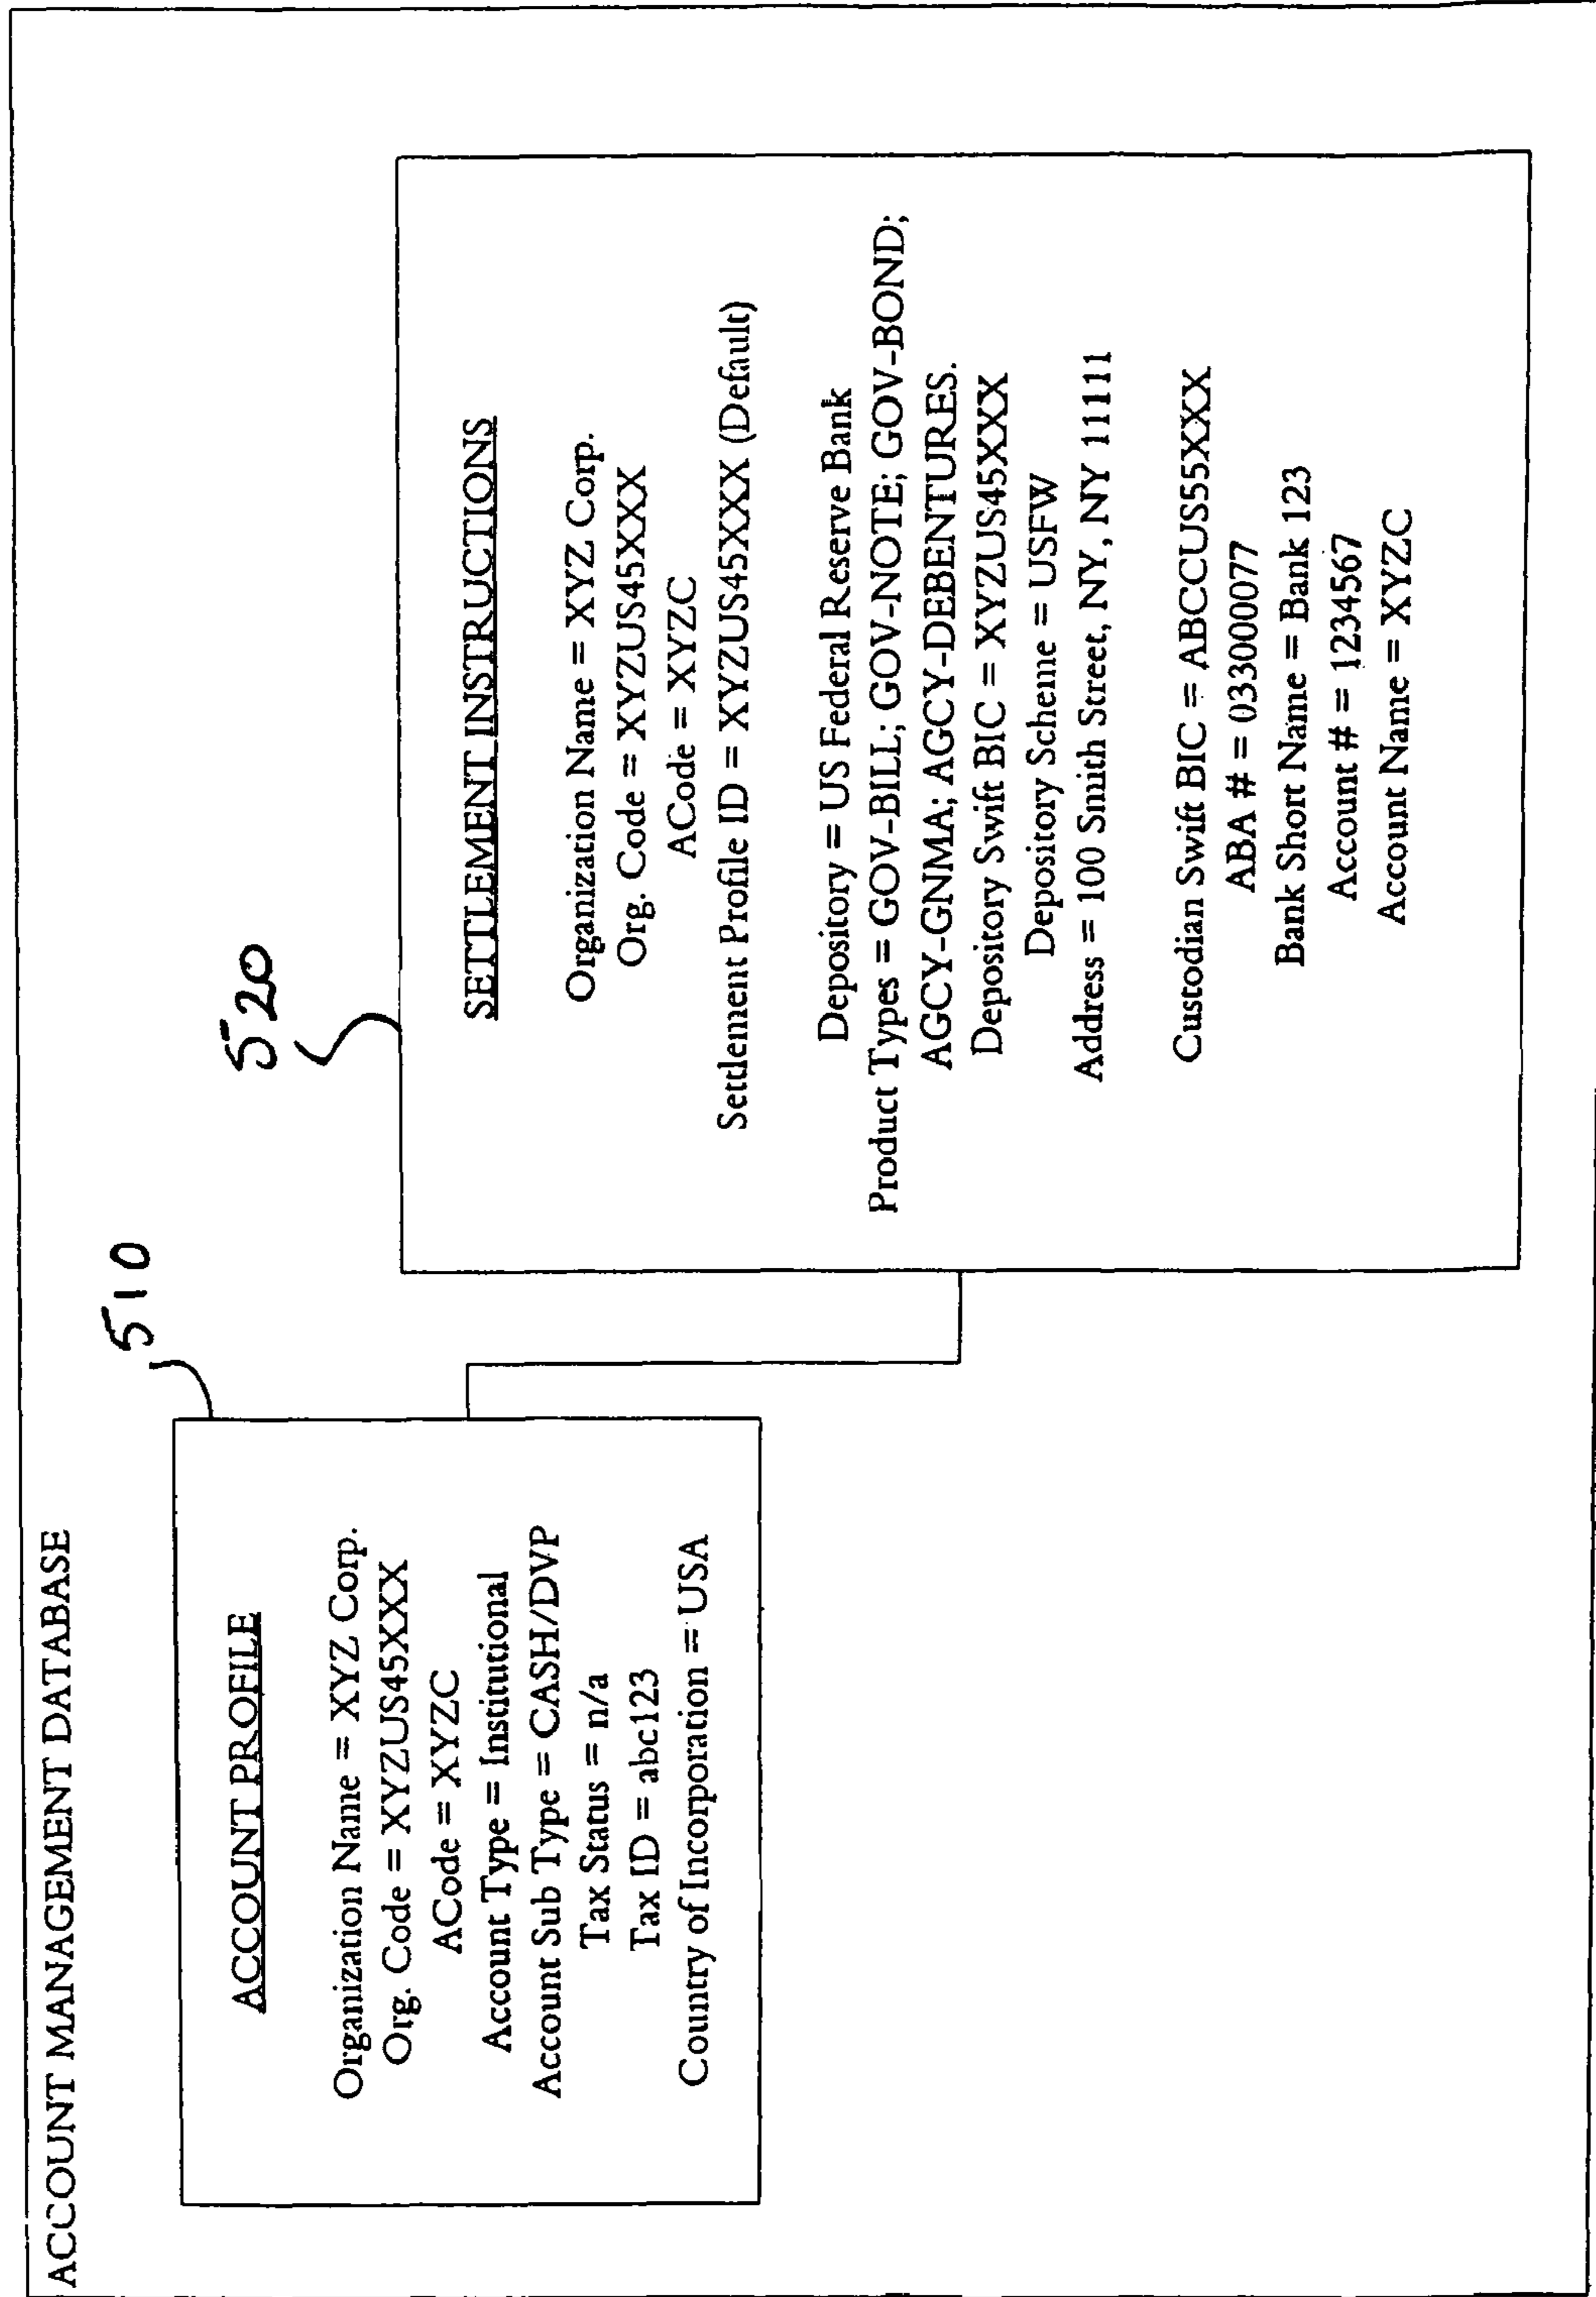 ACCOUNT MANAGEMENT DATABASE
510
ACCOUNT PROFILE
Organization Name = XYZ Corp.
Org. Code = XYZUS45XXX
ACode = XYZC
Account Type = Institutional
Account Sub Type = CASH/DVP
Tax Status = n/a
Tax ID = abc123
Country of Incorporation = USA
520
SETTLEMENT INSTRUCTIONS
Organization Name = XYZ Corp.
Org. Code = XYZUS45XXX
ACode = XYZC
Settlement Profile ID = XYZUS45XXX (Default)
Depository = US Federal Reserve Bank
Product Types = GOV-BILL; GOV-NOTE; GOV-BOND;
AGCY-GNMA; AGCY-DEBENTURES.
Depository Swift BIC = XYZUS45XXX
Depository Scheme = USFW
Address = 100 Smith Street, NY, NY 11111
Custodian Swift BIC = ABCCUS55XXX
ABA # = 033000077
Bank Short Name = Bank 123
Account # = 1234567
Account Name = XYZC